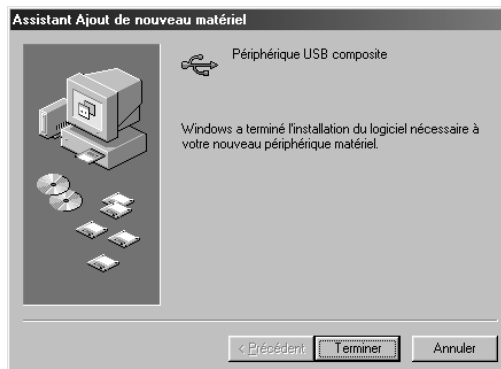 Assistant Ajout de nouveau matériel
Périphérique USB composite
Windows a terminé l'installation du logiciel nécessaire à
votre nouveau périphérique matériel.
< Précédent
Terminer
Annuler